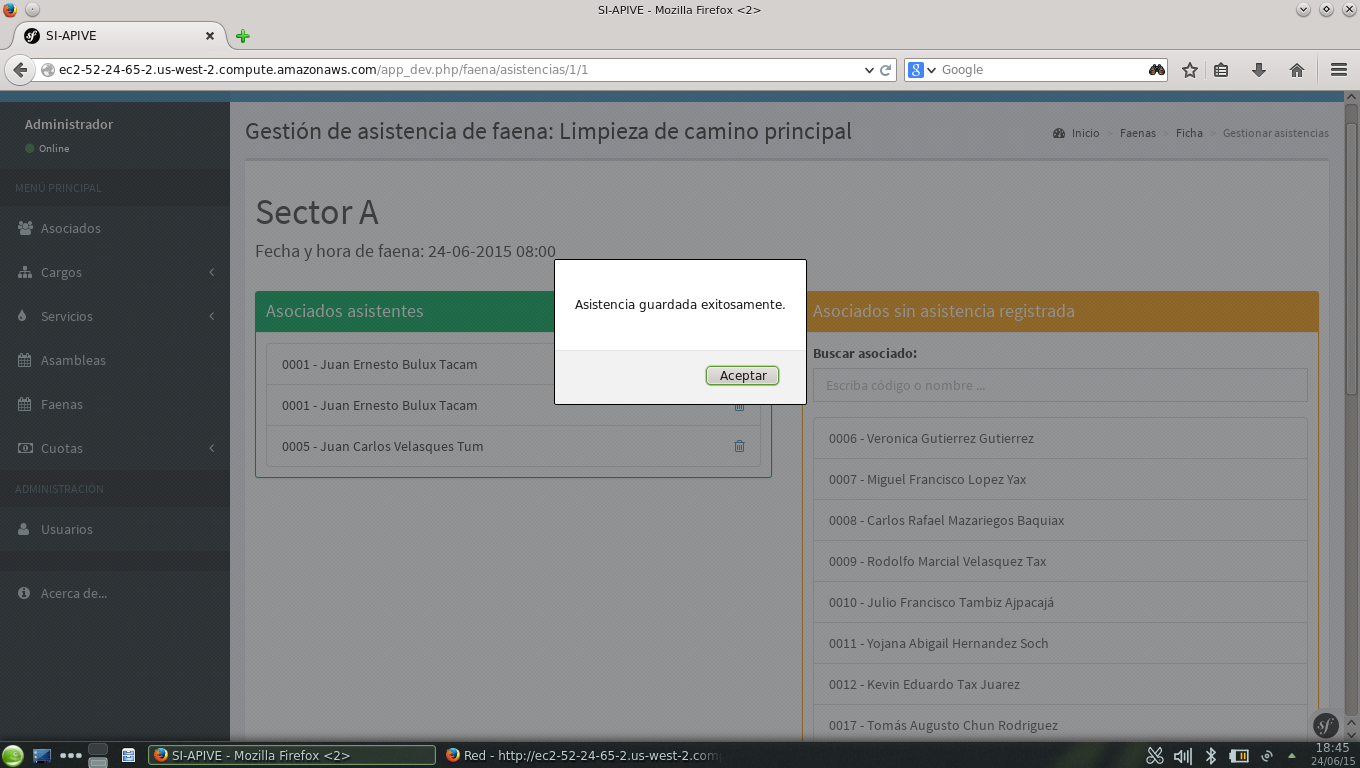 SI-APIVE - Mozilla Firefox <2>
SI-APIVE
ec2-52-24-65-2.us-west-2.compute.amazonaws.com/app_dev.php/faena/asistencias/1/1
Google
Administrador
Online
MENÚ PRINCIPAL
Asociados
Cargos
Servicios
Asambleas
Faenas
Cuotas
ADMINISTRACIÓN
Usuarios
Acerca de...
Gestión de asistencia de faena: Limpieza de camino principal
Inicio > Faenas > Ficha > Gestionar asistencias
Sector A
Fecha y hora de faena: 24-06-2015 08:00
Asociados asistentes
0001 - Juan Ernesto Bulux Tacam
0001 - Juan Ernesto Bulux Tacam
0005 - Juan Carlos Velasques Tum
Asistencia guardada exitosamente.
Aceptar
Asociados sin asistencia registrada
Buscar asociado:
Escriba código o nombre ...
0006 - Veronica Gutierrez Gutierrez
0007 - Miguel Francisco Lopez Yax
0008 - Carlos Rafael Mazariegos Baquiax
0009 - Rodolfo Marcial Velasquez Tax
0010 - Julio Francisco Tambiz Ajpacajá
0011 - Yojana Abigail Hernandez Soch
0012 - Kevin Eduardo Tax Juarez
0017 - Tomás Augusto Chun Rodriguez
SI-APIVE - Mozilla Firefox <2>
Red - http://ec2-52-24-65-2.us-west-2.com
18:45
24/06/15